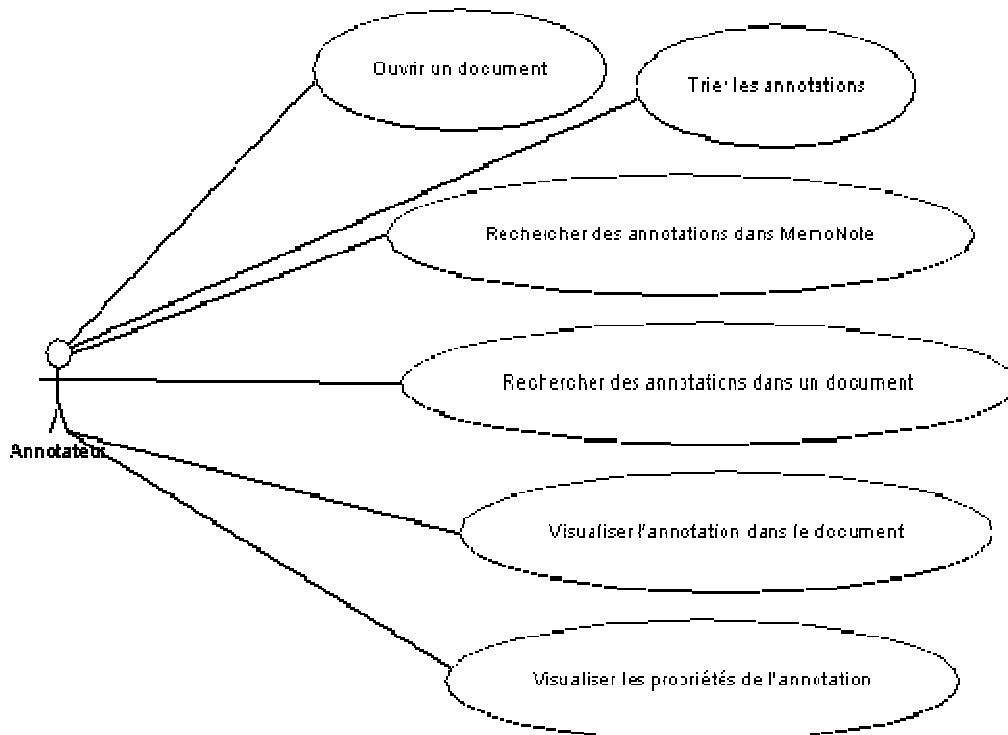 Ouvrir un document
Trier les annotations
Rechercher des annotations dans MemoNote
Rechercher des annotations dans un document
Annotateur
Visualiser l'annotation dans le document
Visualiser les propriétés de l'annotation